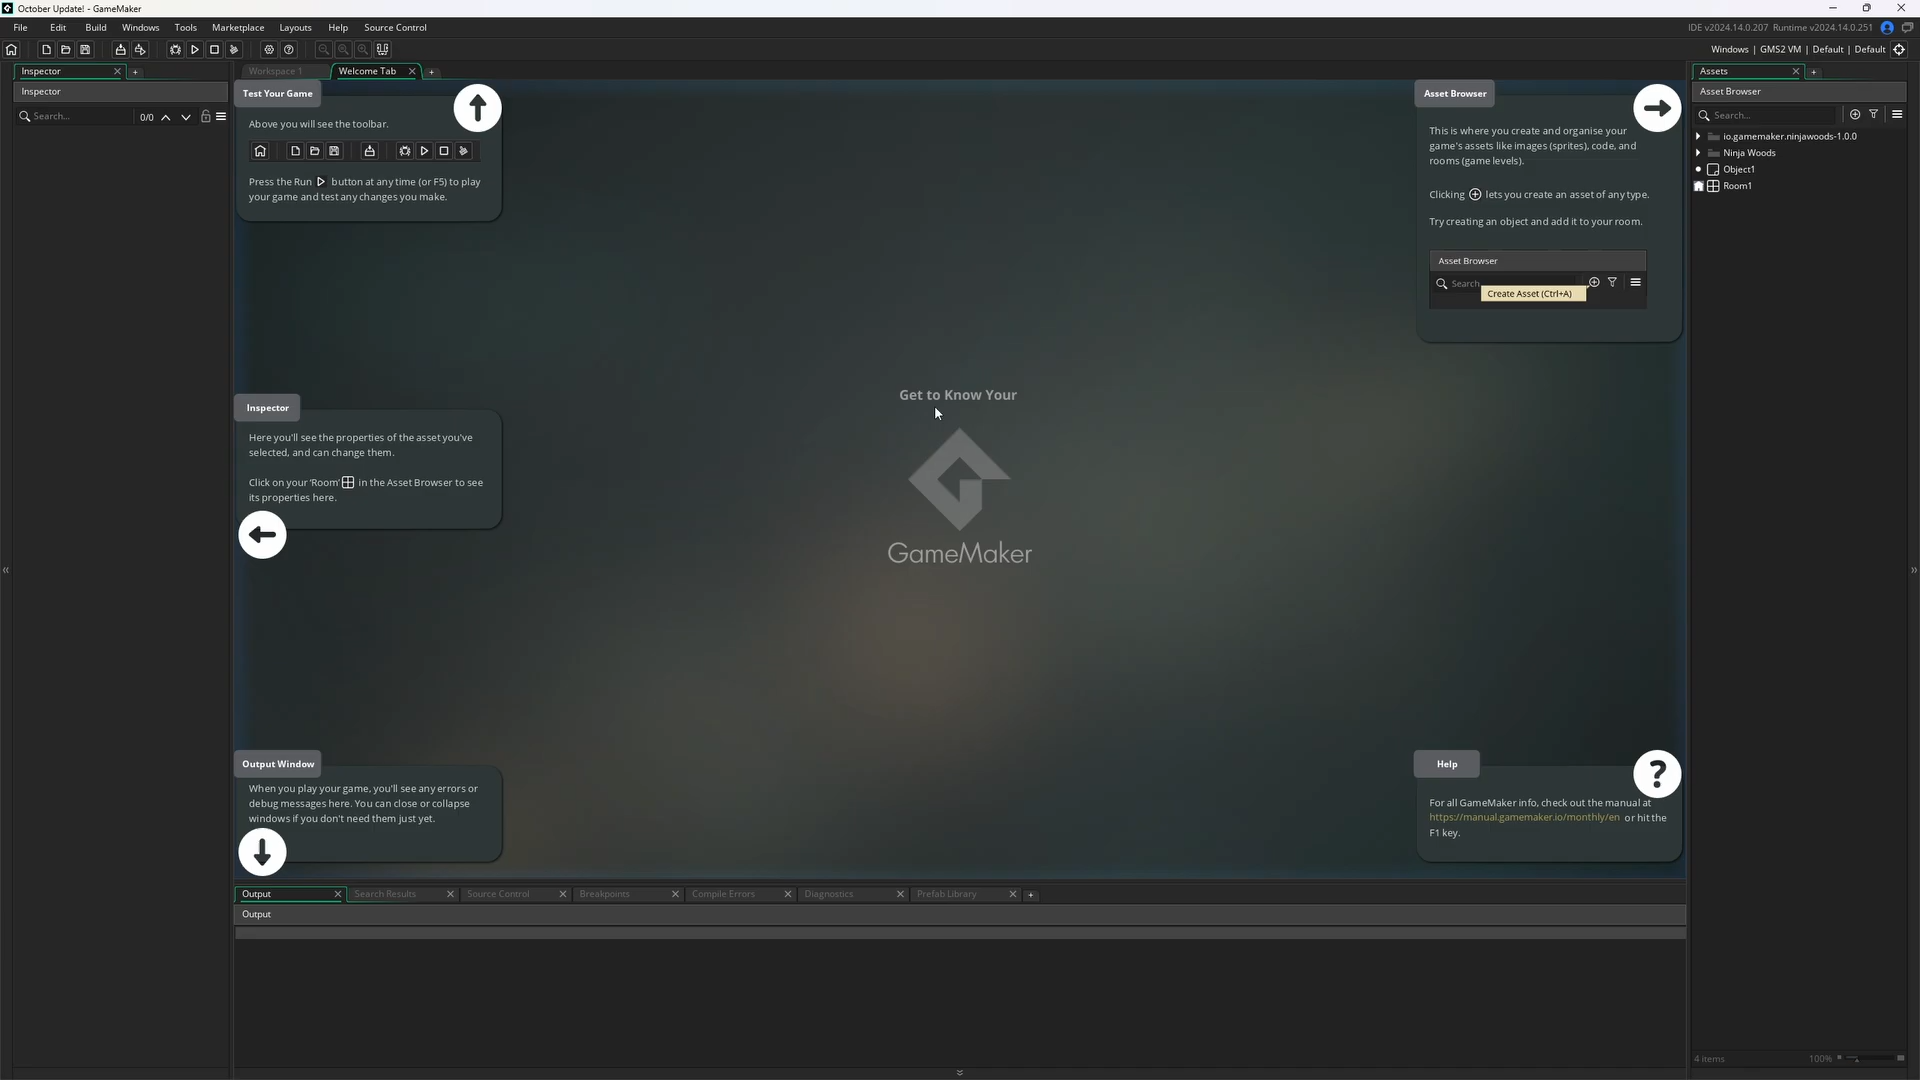 October Update! - GameMaker
File Edit Build Windows Tools Marketplace Layouts Help Source Control
IDE v2024.14.0.207 Runtime v2024.14.0.251
Windows | GMS2 VM | Default | Default
Inspector
Inspector
Search...
0/0
Workspace 1
Welcome Tab
Test Your Game
Above you will see the toolbar.
Press the Run button at any time (or F5) to play
your game and test any changes you make.
Inspector
Here you'll see the properties of the asset you've
selected, and can change them.
Click on your 'Room' in the Asset Browser to see
its properties here.
Output Window
When you play your game, you'll see any errors or
debug messages here. You can close or collapse
windows if you don't need them just yet.
Get to Know Your
GameMaker
Asset Browser
This is where you create and organise your
game's assets like images (sprites), code, and
rooms (game levels).
Clicking lets you create an asset of any type.
Try creating an object and add it to your room.
Asset Browser
Search
Create Asset (Ctrl+A)
Help
For all GameMaker info, check out the manual at
https://manual.gamemaker.io/monthly/en or hit the
F1 key.
Output
Search Results
Source Control
Breakpoints
Compile Errors
Diagnostics
Prefab Library
Output
Assets
Asset Browser
Search...
io.gamemaker.ninjawoods-1.0.0
Ninja Woods
Object1
Room1
4 items
100%